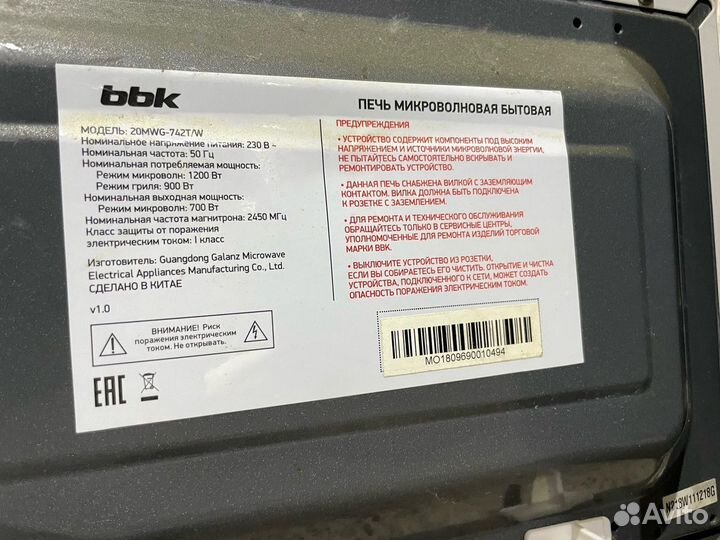 bbk
ПЕЧЬ МИКРОВОЛНОВАЯ БЫТОВАЯ
МОДЕЛЬ: 20MWG-742T/W
Номинальное напряжение питания: 230 В ~
Номинальная частота: 50 Гц
Номинальная потребляемая мощность:
Режим микроволн: 1200 Вт
Режим гриля: 900 Вт
Номинальная выходная мощность:
Режим микроволн: 700 Вт
Номинальная частота магнитрона: 2450 МГц
Класс защиты от поражения
электрическим током: I класс
Изготовитель: Guangdong Galanz Microwave
Electrical Appliances Manufacturing Co., Ltd.
СДЕЛАНО В КИТАЕ
v1.0
ВНИМАНИЕ! Риск
поражения электрическим
током. Не открывать.
EAC
ПРЕДУПРЕЖДЕНИЯ
• УСТРОЙСТВО СОДЕРЖИТ КОМПОНЕНТЫ ПОД ВЫСОКИМ
НАПРЯЖЕНИЕМ И ИСТОЧНИКИ МИКРОВОЛНОВОЙ ЭНЕРГИИ,
НЕ ПЫТАЙТЕСЬ САМОСТОЯТЕЛЬНО ВСКРЫВАТЬ И
РЕМОНТИРОВАТЬ УСТРОЙСТВО.
• ДАННАЯ ПЕЧЬ СНАБЖЕНА ВИЛКОЙ С ЗАЗЕМЛЯЮЩИМ
КОНТАКТОМ. ВИЛКА ДОЛЖНА БЫТЬ ПОДКЛЮЧЕНА
К РОЗЕТКЕ С ЗАЗЕМЛЕНИЕМ.
• ДЛЯ РЕМОНТА И ТЕХНИЧЕСКОГО ОБСЛУЖИВАНИЯ
ОБРАЩАЙТЕСЬ ТОЛЬКО В СЕРВИСНЫЕ ЦЕНТРЫ,
УПОЛНОМОЧЕННЫЕ ДЛЯ РЕМОНТА ИЗДЕЛИЙ ТОРГОВОЙ
МАРКИ BBK.
• ВЫКЛЮЧИТЕ УСТРОЙСТВО ИЗ РОЗЕТКИ,
ЕСЛИ ВЫ СОБИРАЕТЕСЬ ЕГО ЧИСТИТЬ. ОТКРЫТИЕ И ЧИСТКА
УСТРОЙСТВА, ПОДКЛЮЧЕННОГО К СЕТИ, МОЖЕТ СОЗДАТЬ
ОПАСНОСТЬ ПОРАЖЕНИЯ ЭЛЕКТРИЧЕСКИМ ТОКОМ.
MO1809690010494
Avito